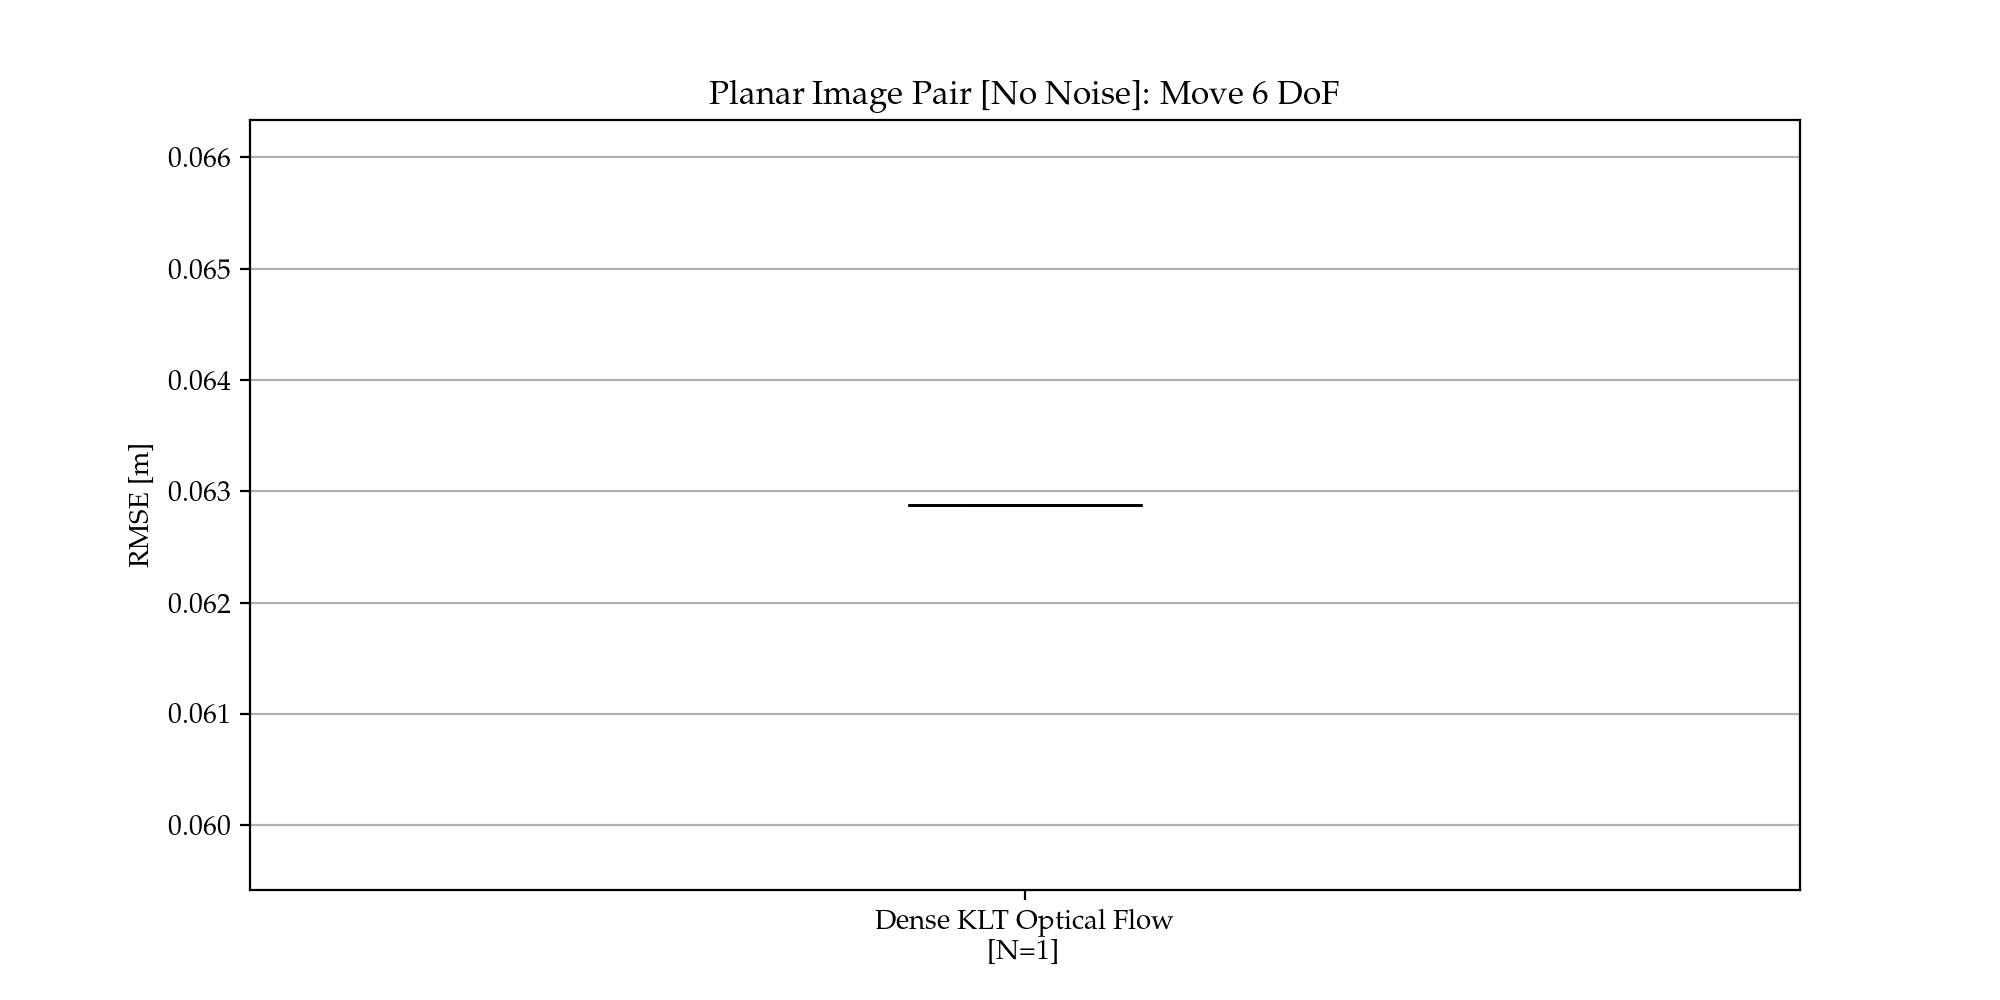 Planar Image Pair [No Noise]: Move 6 DoF
0.066
0.065
0.064
0.063
0.062
0.061
0.060
RMSE [m]
Dense KLT Optical Flow
[N=1]